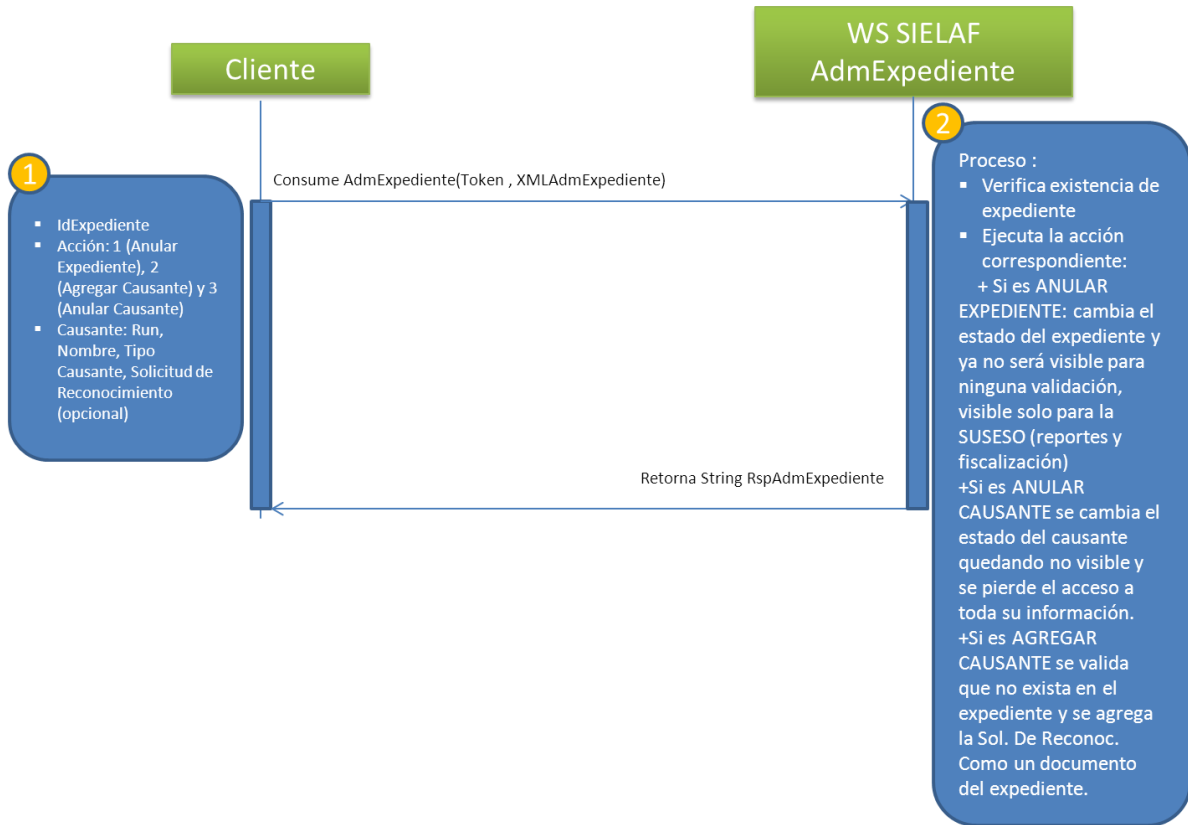 Cliente
WS SIELAF
AdmExpediente
1
▪ IdExpediente
▪ Acción: 1 (Anular
Expediente), 2
(Agregar Causante) y 3
(Anular Causante)
▪ Causante: Run,
Nombre, Tipo
Causante, Solicitud de
Reconocimiento
(opcional)
Consume AdmExpediente(Token , XMLAdmExpediente)
Retorna String RspAdmExpediente
2
Proceso :
▪ Verifica existencia de
expediente
▪ Ejecuta la acción
correspondiente:
+ Si es ANULAR
EXPEDIENTE: cambia el
estado del expediente y
ya no será visible para
ninguna validación,
visible solo para la
SUSESO (reportes y
fiscalización)
+Si es ANULAR
CAUSANTE se cambia el
estado del causante
quedando no visible y
se pierde el acceso a
toda su información.
+Si es AGREGAR
CAUSANTE se valida
que no exista en el
expediente y se agrega
la Sol. De Reconoc.
Como un documento
del expediente.